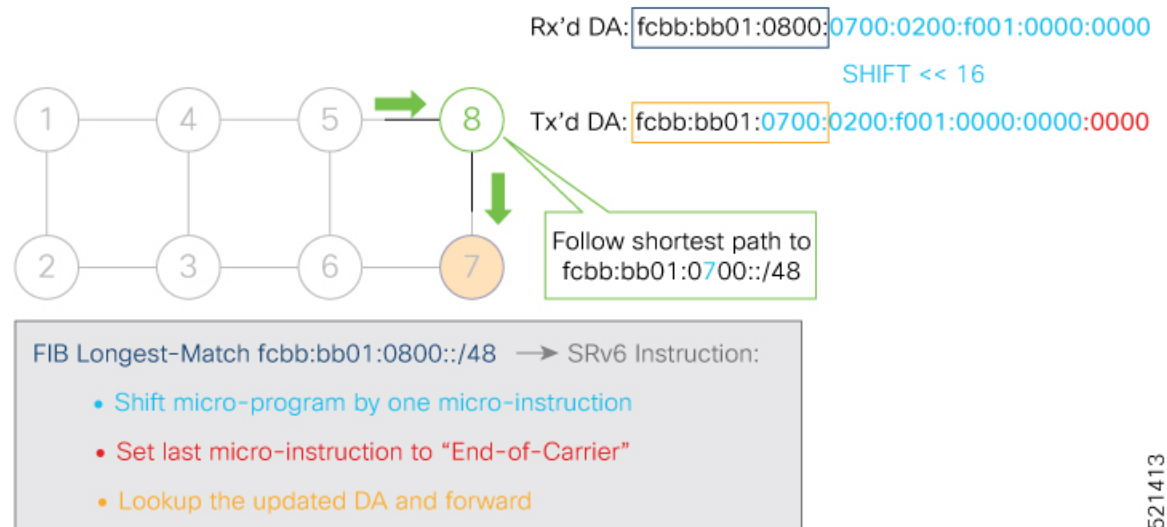 Rx'd DA: fcbb:bb01:0800:0700:0200:f001:0000:0000
SHIFT << 16
Tx'd DA: fcbb:bb01:0700:0200:f001:0000:0000:0000
1
4
5
8
2
3
6
7
Follow shortest path to
fcbb:bb01:0700::/48
FIB Longest-Match fcbb:bb01:0800::/48 → SRv6 Instruction:
• Shift micro-program by one micro-instruction
• Set last micro-instruction to “End-of-Carrier”
• Lookup the updated DA and forward
521413